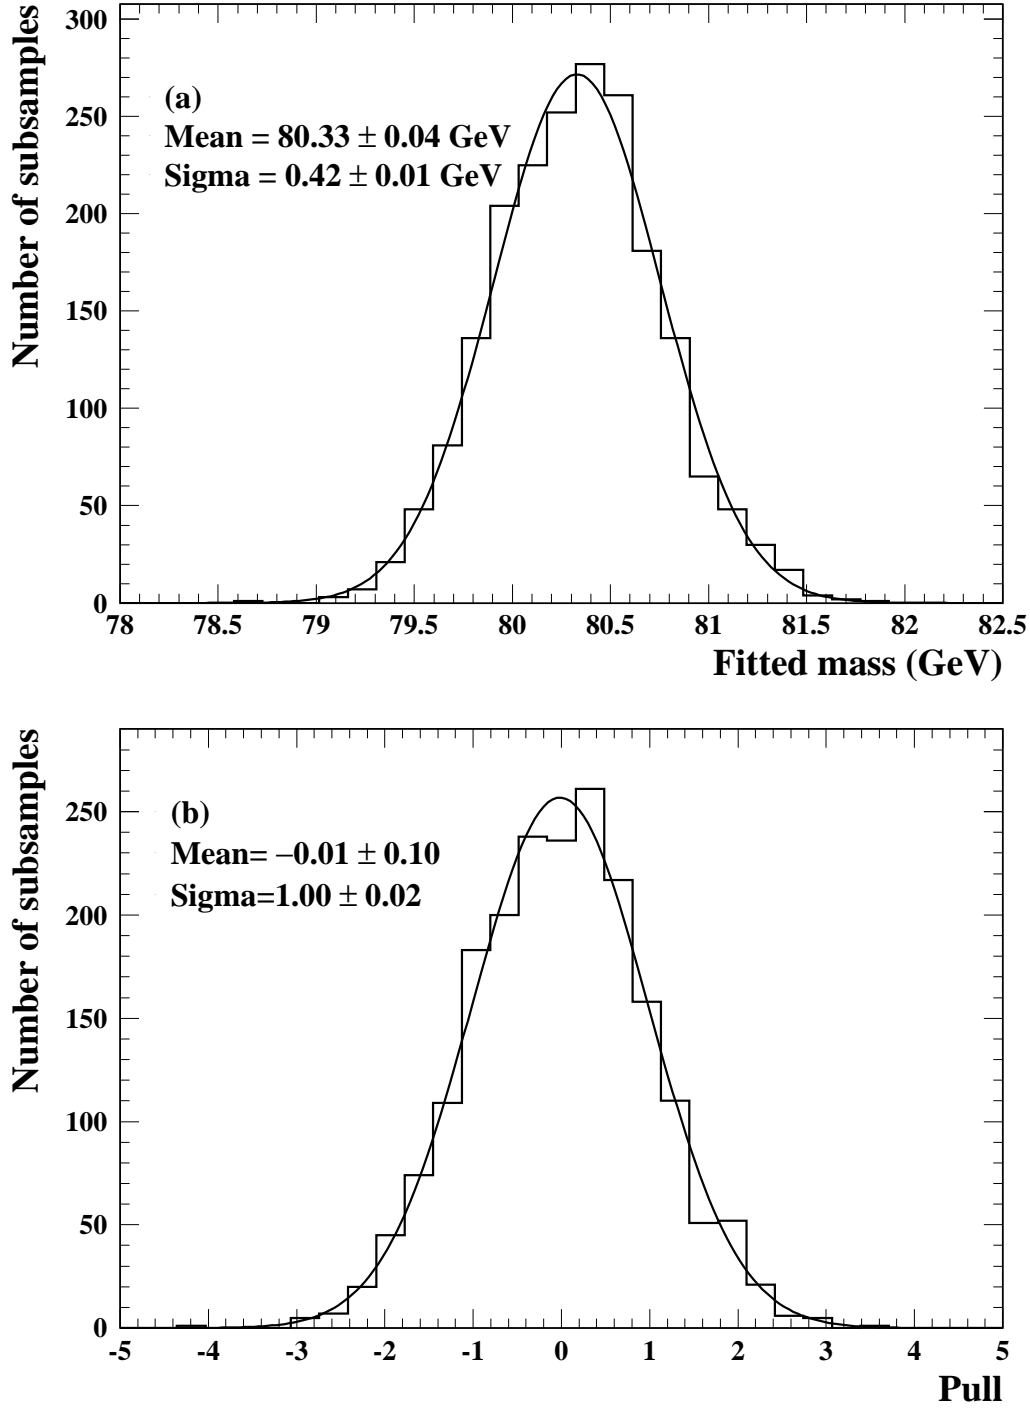 Number of subsamples
300
250
200
150
100
50
0
(a)
Mean = 80.33 ± 0.04 GeV
Sigma = 0.42 ± 0.01 GeV
78 78.5 79 79.5 80 80.5 81 81.5 82 82.5
Fitted mass (GeV)
Number of subsamples
250
200
150
100
50
0
(b)
Mean= −0.01 ± 0.10
Sigma=1.00 ± 0.02
-5 -4 -3 -2 -1 0 1 2 3 4 5
Pull